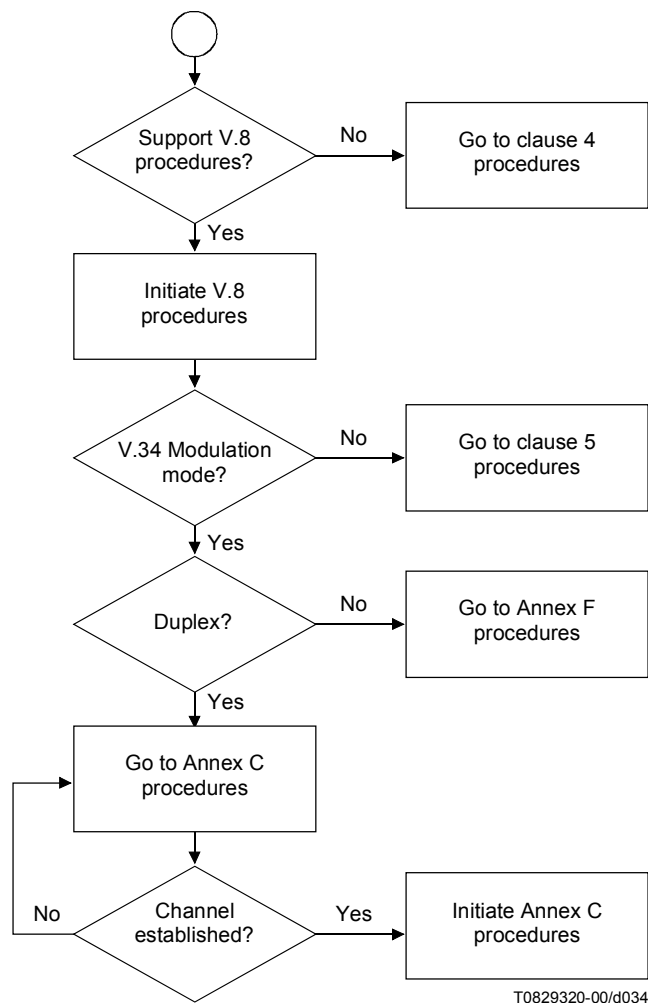 Support V.8
procedures?
No
Go to clause 4
procedures
Yes
Initiate V.8
procedures
V.34 Modulation
mode?
No
Go to clause 5
procedures
Yes
Duplex?
No
Go to Annex F
procedures
Yes
Go to Annex C
procedures
No
Channel
established?
Yes
Initiate Annex C
procedures
T0829320-00/d034